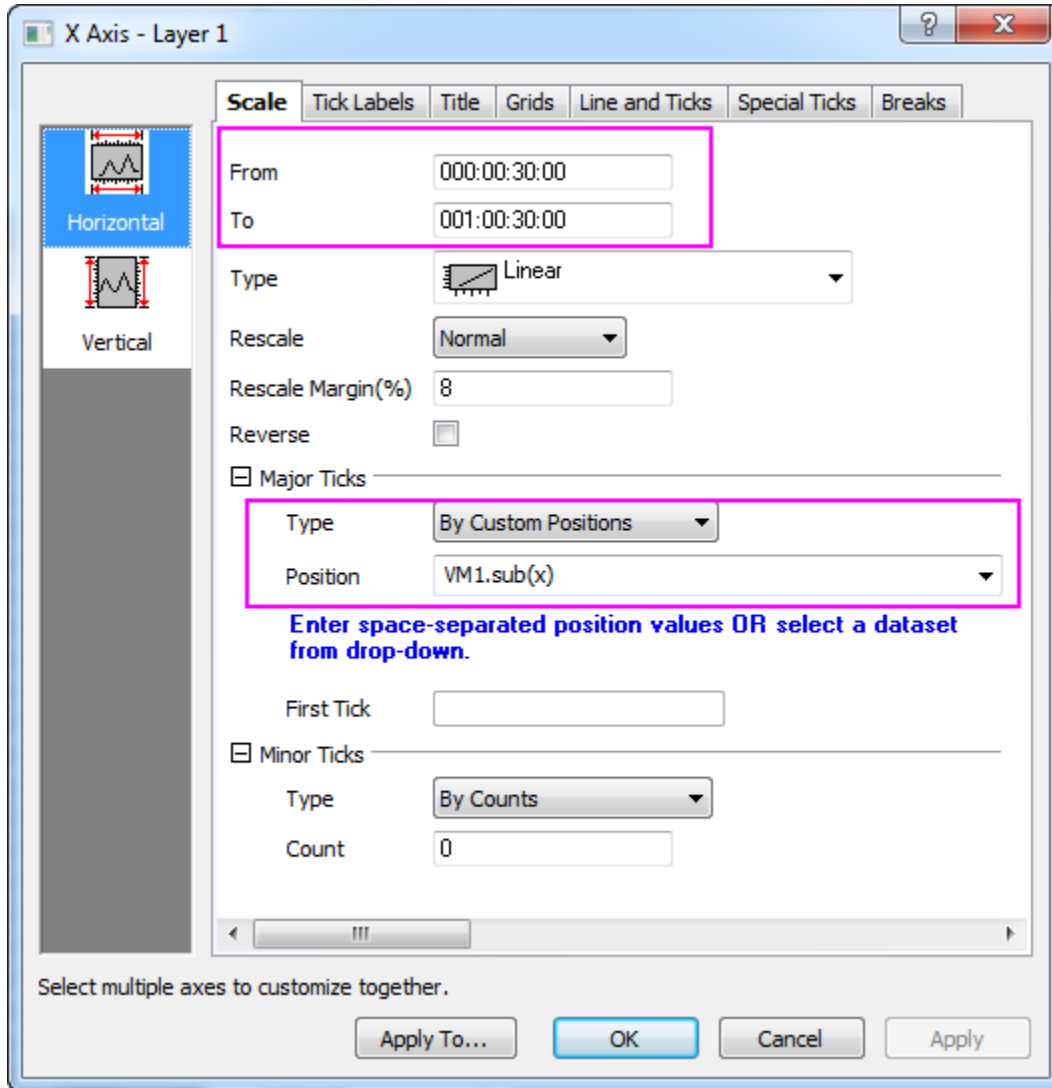 X Axis - Layer 1
Scale Tick Labels Title Grids Line and Ticks Special Ticks Breaks
Horizontal
Vertical
From 000:00:30:00
To 001:00:30:00
Type Linear
Rescale Normal
Rescale Margin(%) 8
Reverse
Major Ticks
Type By Custom Positions
Position VM1.sub(x)
Enter space-separated position values OR select a dataset
from drop-down.
First Tick
Minor Ticks
Type By Counts
Count 0
Select multiple axes to customize together.
Apply To... OK Cancel Apply